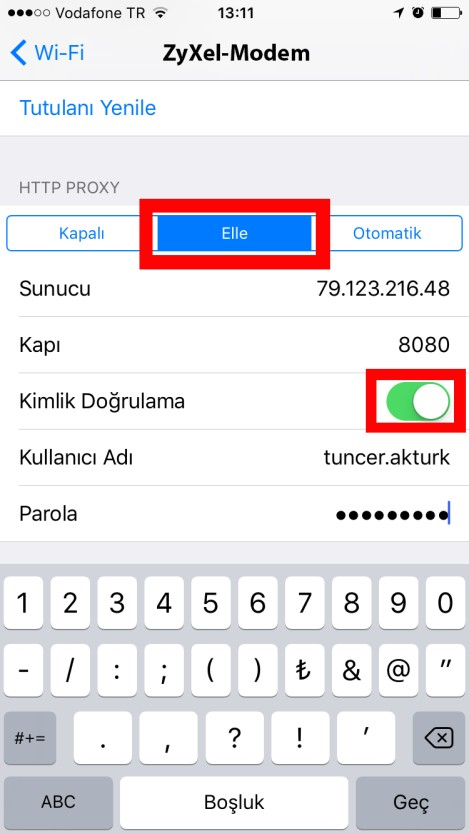 Vodafone TR 13:11
Wi-Fi ZyXel-Modem
Tutulanı Yenile
HTTP PROXY
Kapalı Elle Otomatik
Sunucu 79.123.216.48
Kapı 8080
Kimlik Doğrulama
Kullanıcı Adı tuncer.akturk
Parola ●●●●●●●●●
1 2 3 4 5 6 7 8 9 0
- / : ; ( ) ₺ & @ "
#+= . , ? ! '
ABC Boşluk Geç